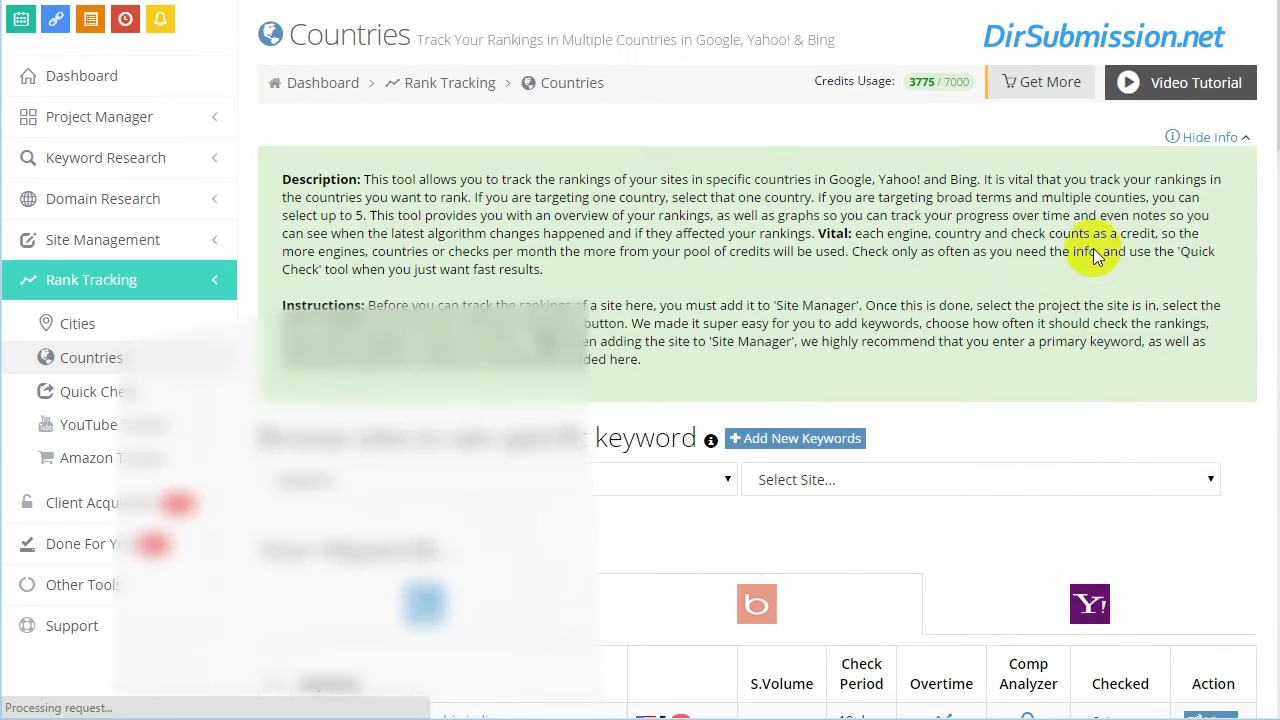 Countries Track Your Rankings in Multiple Countries in Google, Yahoo! & Bing
DirSubmission.net
Dashboard > Rank Tracking > Countries
Credits Usage: 3775 / 7000
Get More
Video Tutorial
Hide Info
Dashboard
Project Manager
Keyword Research
Domain Research
Site Management
Rank Tracking
Cities
Countries
Quick Che
YouTube
Amazon T
Client Acqu
Done For Y
Other Tools
Support
Description: This tool allows you to track the rankings of your sites in specific countries in Google, Yahoo! and Bing. It is vital that you track your rankings in
the countries you want to rank. If you are targeting one country, select that one country. If you are targeting broad terms and multiple counties, you can
select up to 5. This tool provides you with an overview of your rankings, as well as graphs so you can track your progress over time and even notes so you
can see when the latest algorithm changes happened and if they affected your rankings. Vital: each engine, country and check counts as a credit, so the
more engines, countries or checks per month the more from your pool of credits will be used. Check only as often as you need the info and use the 'Quick
Check' tool when you just want fast results.
Instructions: Before you can track the rankings of a site here, you must add it to 'Site Manager'. Once this is done, select the project the site is in, select the
button. We made it super easy for you to add keywords, choose how often it should check the rankings,
en adding the site to 'Site Manager', we highly recommend that you enter a primary keyword, as well as
ded here.
keyword
+ Add New Keywords
Select Site...
b
Y!
S.Volume
Check Period
Overtime
Comp Analyzer
Checked
Action
Processing request...